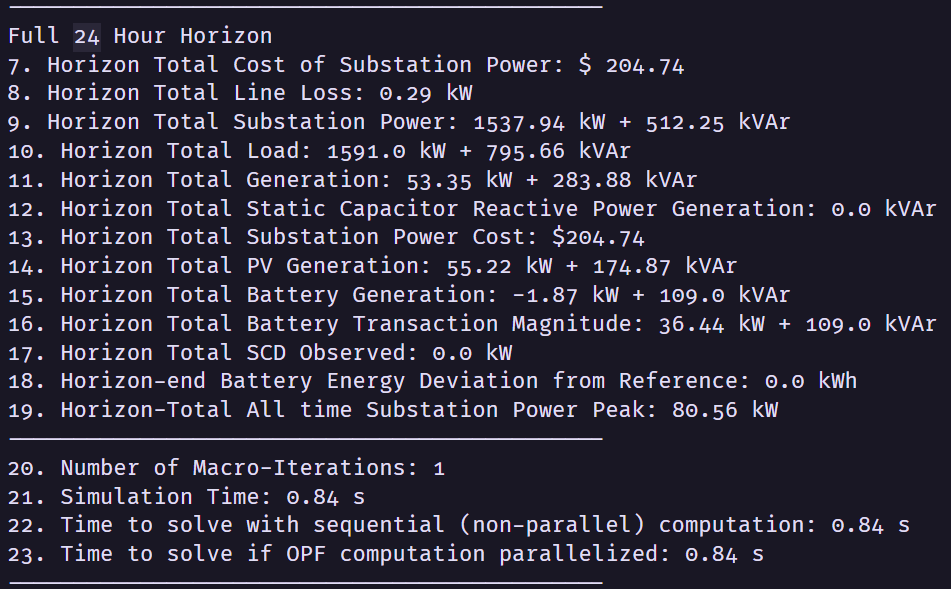 Full 24 Hour Horizon
7. Horizon Total Cost of Substation Power: $ 204.74
8. Horizon Total Line Loss: 0.29 kW
9. Horizon Total Substation Power: 1537.94 kW + 512.25 kVAr
10. Horizon Total Load: 1591.0 kW + 795.66 kVAr
11. Horizon Total Generation: 53.35 kW + 283.88 kVAr
12. Horizon Total Static Capacitor Reactive Power Generation: 0.0 kVAr
13. Horizon Total Substation Power Cost: $204.74
14. Horizon Total PV Generation: 55.22 kW + 174.87 kVAr
15. Horizon Total Battery Generation: -1.87 kW + 109.0 kVAr
16. Horizon Total Battery Transaction Magnitude: 36.44 kW + 109.0 kVAr
17. Horizon Total SCD Observed: 0.0 kW
18. Horizon-end Battery Energy Deviation from Reference: 0.0 kWh
19. Horizon-Total All time Substation Power Peak: 80.56 kW
20. Number of Macro-Iterations: 1
21. Simulation Time: 0.84 s
22. Time to solve with sequential (non-parallel) computation: 0.84 s
23. Time to solve if OPF computation parallelized: 0.84 s